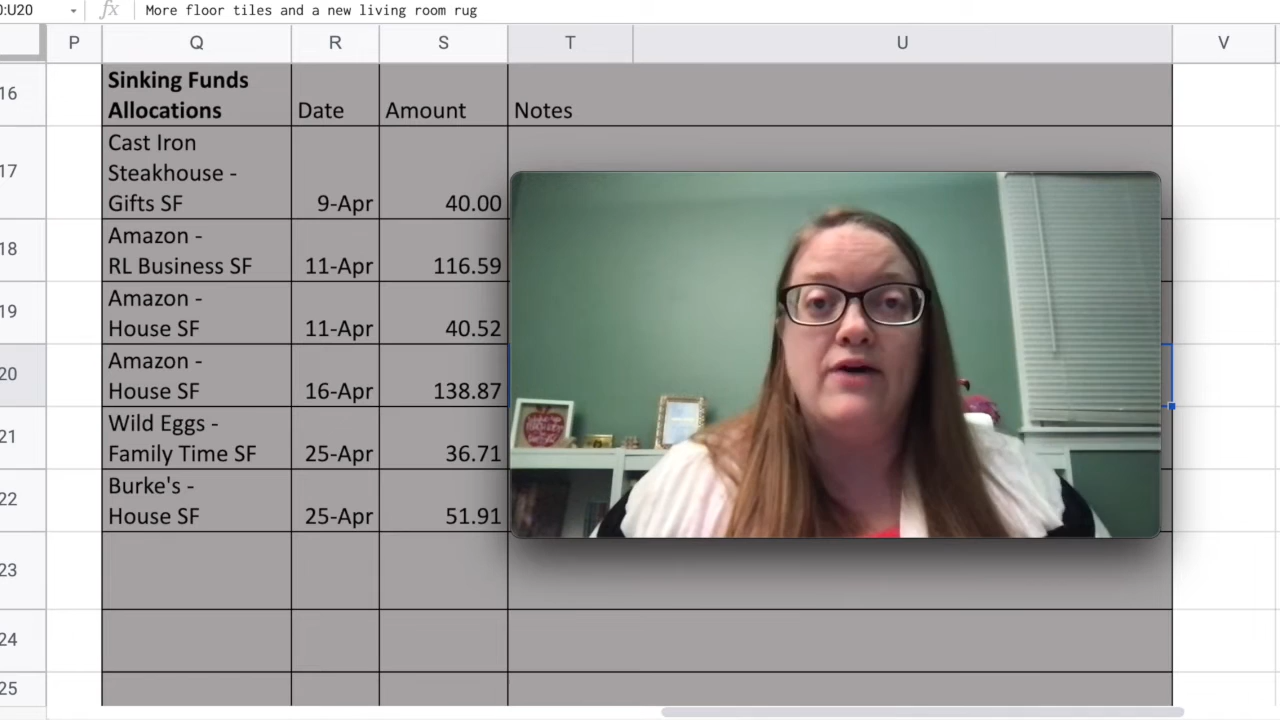 0:U20
fx
More floor tiles and a new living room rug
P Q R S T U V
16 Sinking Funds
Allocations Date Amount Notes
17 Cast Iron
Steakhouse -
Gifts SF 9-Apr 40.00
18 Amazon -
RL Business SF 11-Apr 116.59
19 Amazon -
House SF 11-Apr 40.52
20 Amazon -
House SF 16-Apr 138.87
21 Wild Eggs -
Family Time SF 25-Apr 36.71
22 Burke's -
House SF 25-Apr 51.91
23
24
25